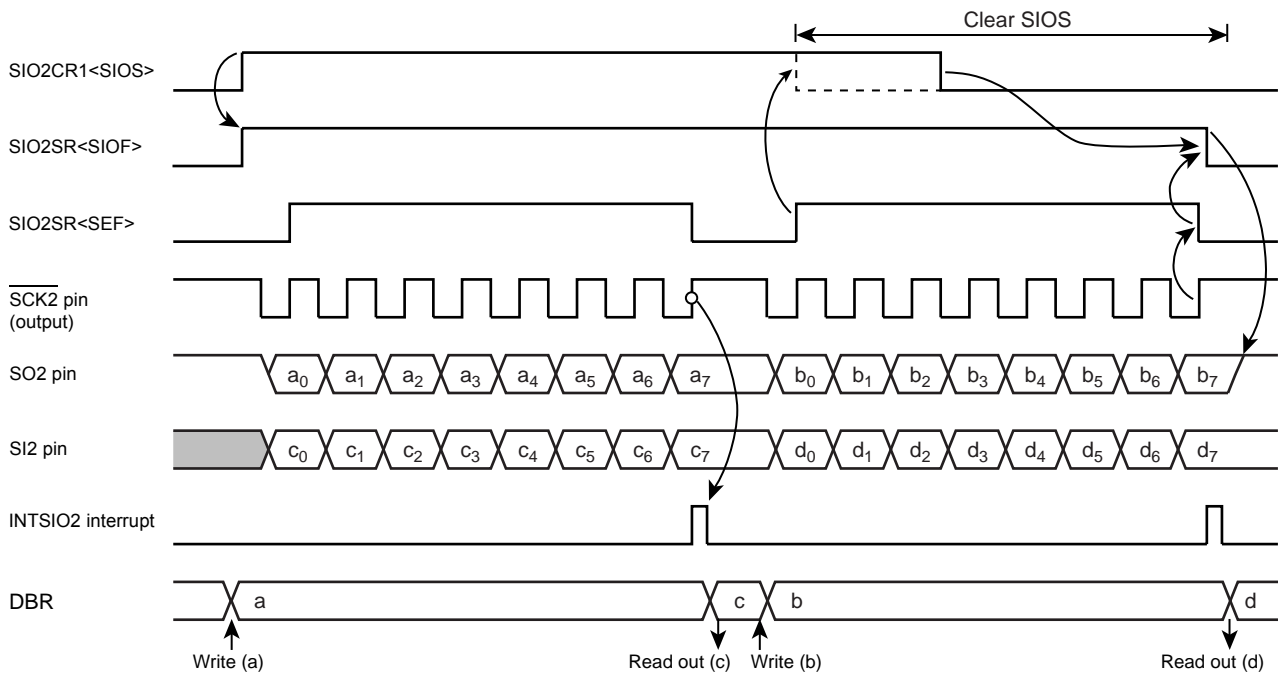 Clear SIOS
SIO2CR1<SIOS>
SIO2SR<SIOF>
SIO2SR<SEF>
SCK2 pin
(output)
SO2 pin a0 a1 a2 a3 a4 a5 a6 a7 b0 b1 b2 b3 b4 b5 b6 b7
SI2 pin c0 c1 c2 c3 c4 c5 c6 c7 d0 d1 d2 d3 d4 d5 d6 d7
INTSIO2 interrupt
DBR a c b d
Write (a) Read out (c) Write (b) Read out (d)